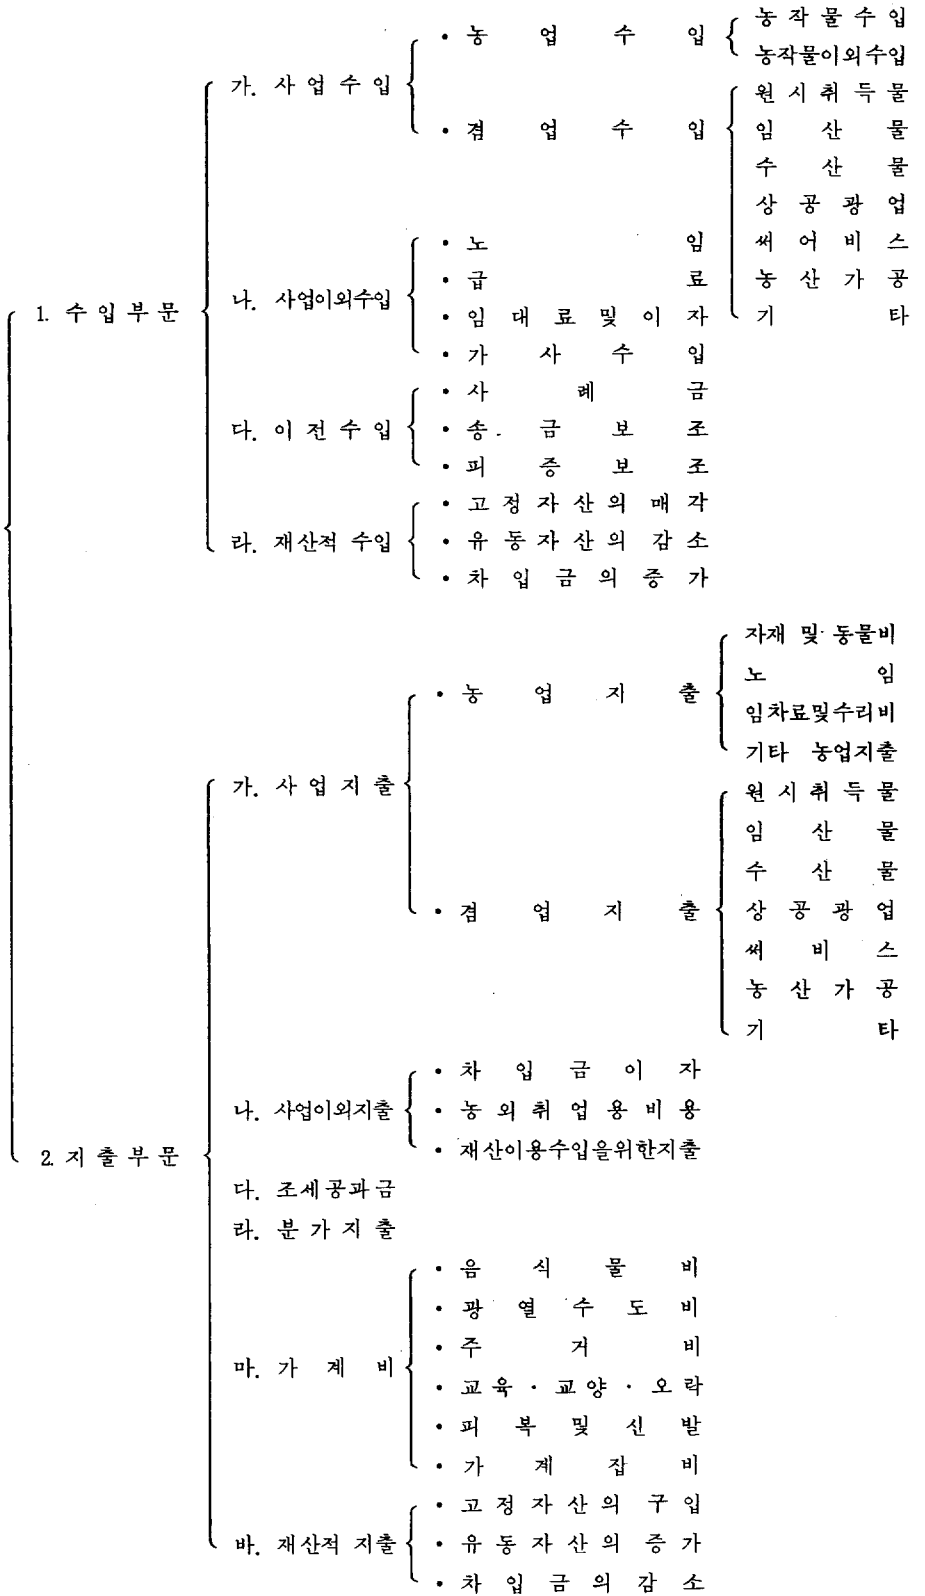 1. 수입부문
가. 사업수입
· 농업수입
농작물수입
농작물이외수입
· 겸업수입
원시취득물
임산물
수산물
상공광업
써어비스
농산가공
기타
나. 사업이외수입
· 노임
· 급료
· 임대료및이자
· 가사수입
다. 이전수입
· 사례금
· 송금보조
· 피증보조
라. 재산적 수입
· 고정자산의 매각
· 유동자산의 감소
· 차입금의 증가
2. 지출부문
가. 사업지출
· 농업지출
자재 및 동물비
노임
임차료및수리비
기타 농업지출
· 겸업지출
원시취득물
임산물
수산물
상공광업
써비스
농산가공
기타
나. 사업이외지출
· 차입금이자
· 농외취업용비용
· 재산이용수입을위한지출
다. 조세공과금
라. 분가지출
마. 가계비
· 음식물비
· 광열수도비
· 주거비
· 교육·교양·오락
· 피복및신발
· 가계잡비
바. 재산적 지출
· 고정자산의 구입
· 유동자산의 증가
· 차입금의 감소